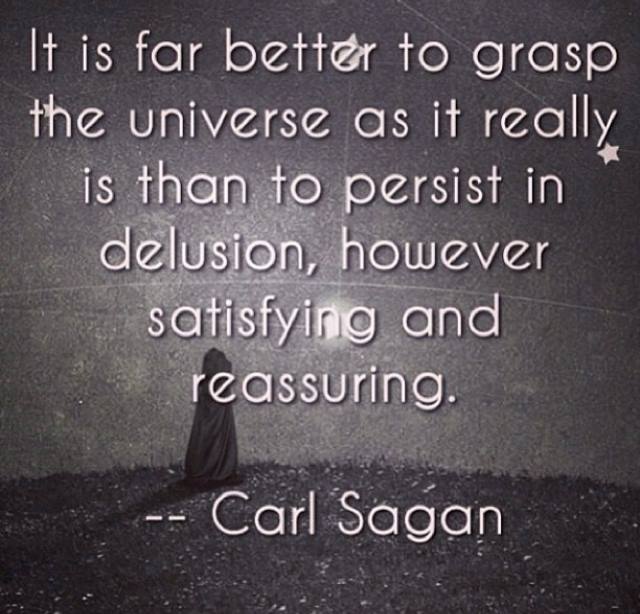 It is far better to grasp
the universe as it really
is than to persist in
delusion, however
satisfying and
reassuring.
-- Carl Sagan